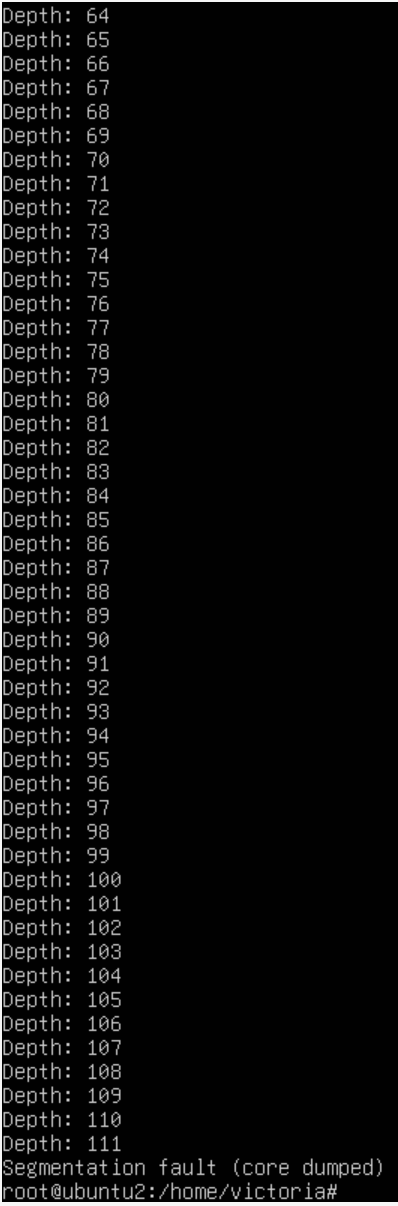 Depth: 64
Depth: 65
Depth: 66
Depth: 67
Depth: 68
Depth: 69
Depth: 70
Depth: 71
Depth: 72
Depth: 73
Depth: 74
Depth: 75
Depth: 76
Depth: 77
Depth: 78
Depth: 79
Depth: 80
Depth: 81
Depth: 82
Depth: 83
Depth: 84
Depth: 85
Depth: 86
Depth: 87
Depth: 88
Depth: 89
Depth: 90
Depth: 91
Depth: 92
Depth: 93
Depth: 94
Depth: 95
Depth: 96
Depth: 97
Depth: 98
Depth: 99
Depth: 100
Depth: 101
Depth: 102
Depth: 103
Depth: 104
Depth: 105
Depth: 106
Depth: 107
Depth: 108
Depth: 109
Depth: 110
Depth: 111
Segmentation fault (core dumped)
root@ubuntu2:/home/victoria#